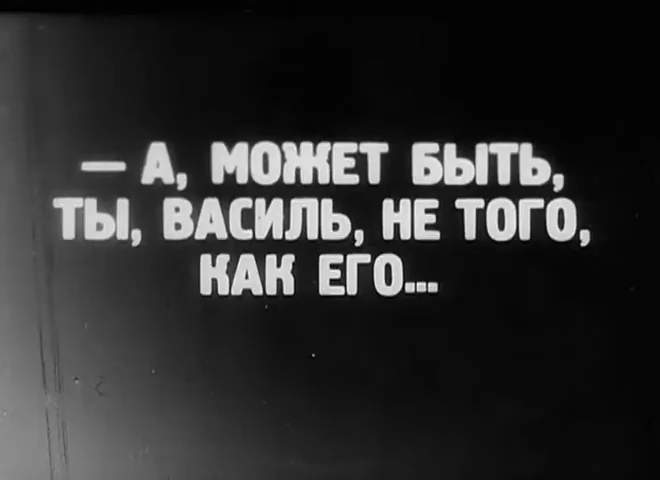 — А, МОЖЕТ БЫТЬ,
ТЫ, ВАСИЛЬ, НЕ ТОГО,
КАК ЕГО...